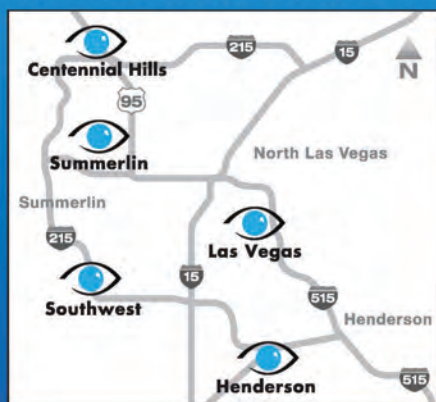 215
15
Centennial Hills
N
95
North Las Vegas
Summerlin
Summerlin
215
Las Vegas
15
Southwest
515
Henderson
Henderson
515